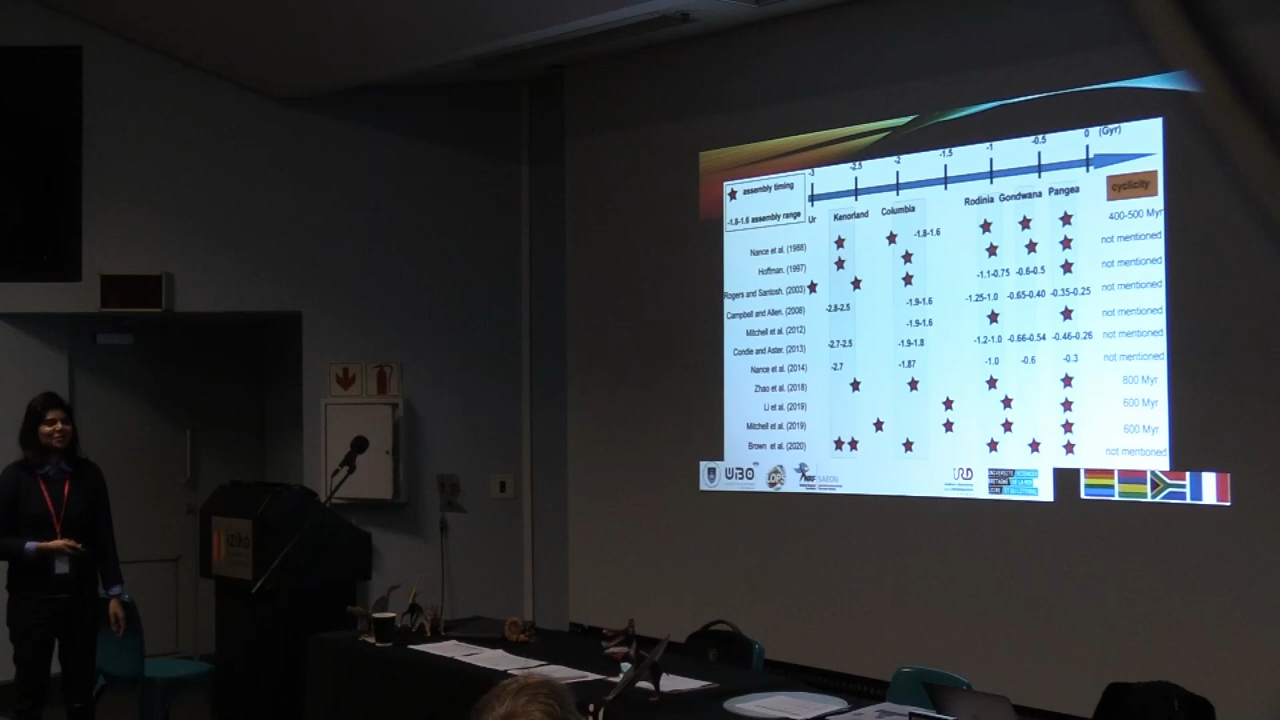 -3 -2.5 -2 -1.5 -1 -0.5 0 (Gyr)
assembly timing
-1.8-1.6 assembly range
Ur Kenorland Columbia Rodinia Gondwana Pangea cyclicity
-1.8-1.6 400-500 Myr
Nance et al. (1988) not mentioned
Hoffman. (1997) -1.1-0.75 -0.6-0.5 not mentioned
Rogers and Santosh. (2003) not mentioned
Campbell and Allen. (2008) -2.8-2.5 -1.9-1.6 -1.25-1.0 -0.65-0.40 -0.35-0.25
Mitchell et al. (2012) -1.9-1.6 not mentioned
Condie and Aster. (2013) -2.7-2.5 -1.9-1.8 -1.2-1.0 -0.66-0.54 -0.46-0.26 not mentioned
Nance et al. (2014) -2.7 -1.87 -1.0 -0.6 -0.3 not mentioned
Zhao et al. (2018) 800 Myr
Li et al. (2019) 600 Myr
Mitchell et al. (2019) 600 Myr
Brown et al. (2020) not mentioned
UBO LOPS NRF SAEON IRD
iziko